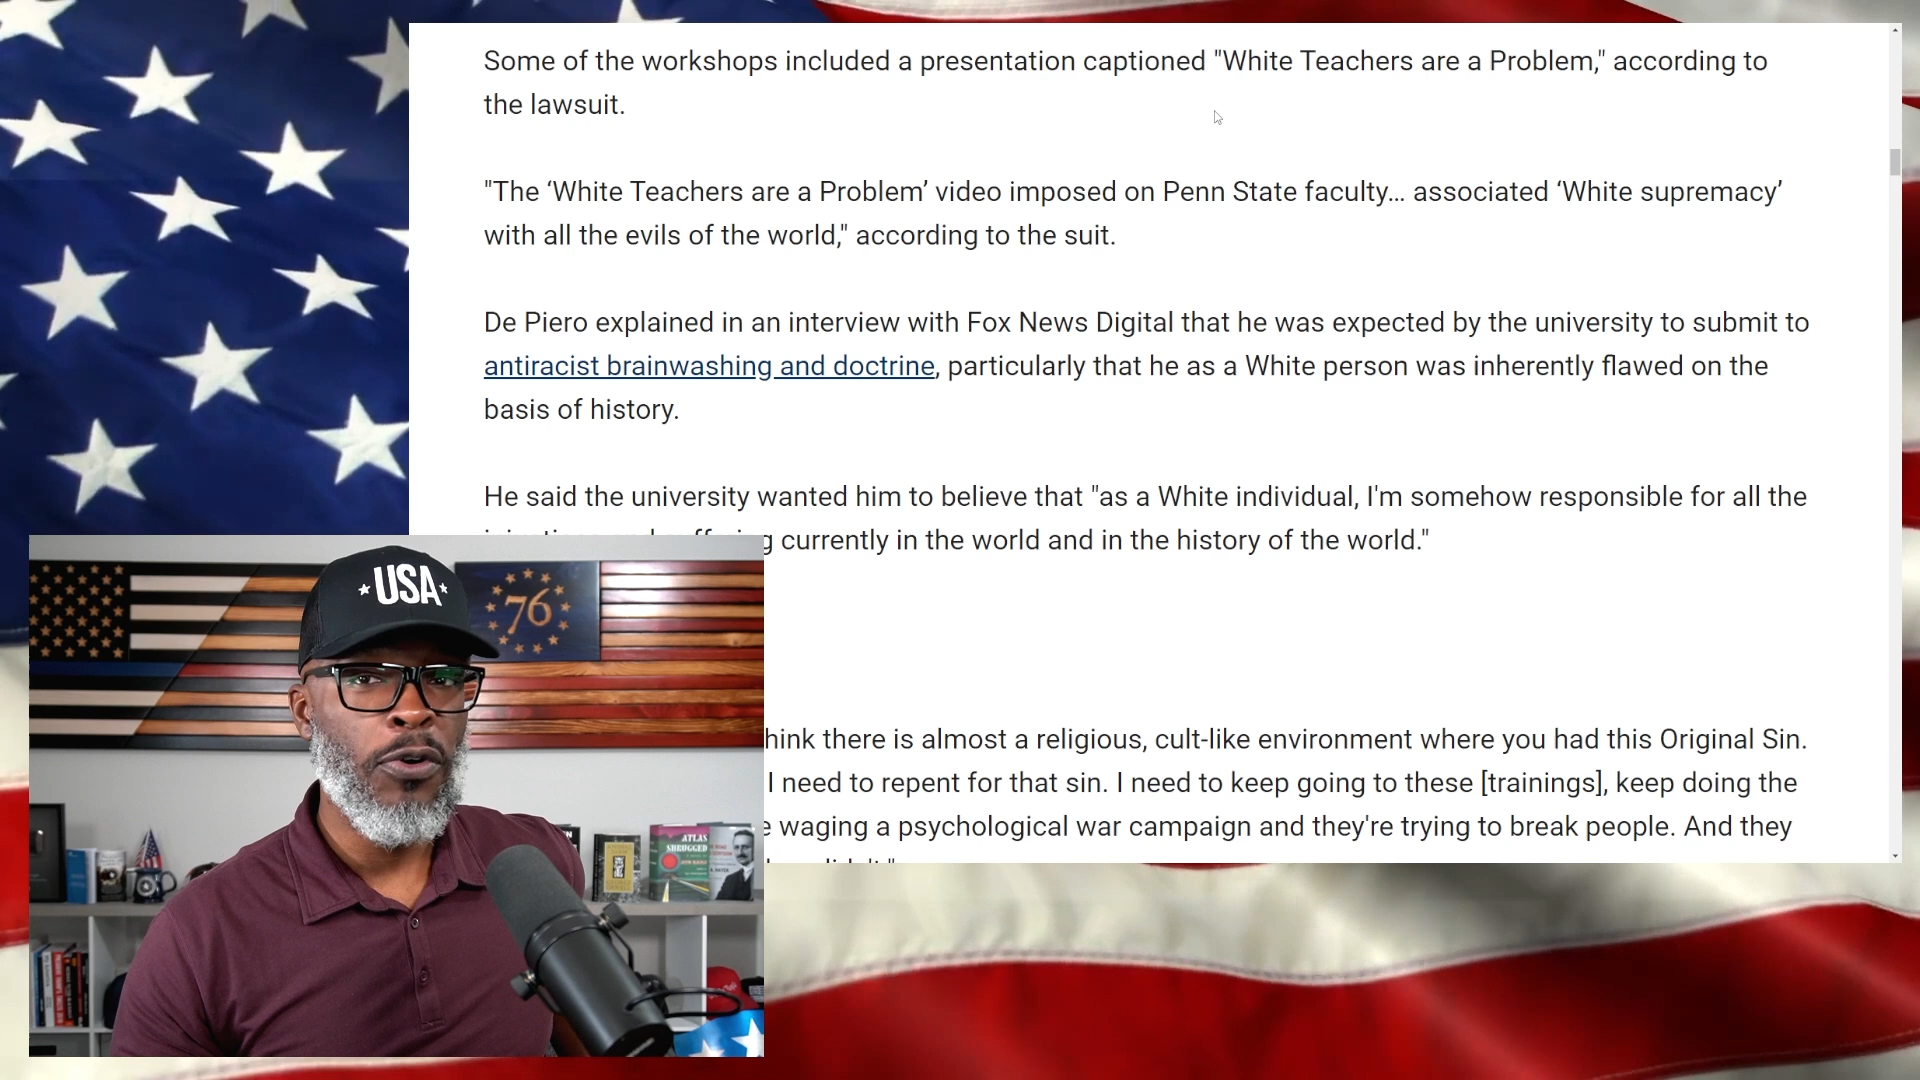 Some of the workshops included a presentation captioned "White Teachers are a Problem," according to
the lawsuit.
"The ‘White Teachers are a Problem’ video imposed on Penn State faculty... associated ‘White supremacy’
with all the evils of the world," according to the suit.
De Piero explained in an interview with Fox News Digital that he was expected by the university to submit to
antiracist brainwashing and doctrine, particularly that he as a White person was inherently flawed on the
basis of history.
He said the university wanted him to believe that "as a White individual, I'm somehow responsible for all the
currently in the world and in the history of the world."
hink there is almost a religious, cult-like environment where you had this Original Sin.
I need to repent for that sin. I need to keep going to these [trainings], keep doing the
e waging a psychological war campaign and they're trying to break people. And they
USA
76
ATLAS
SHRUGGED